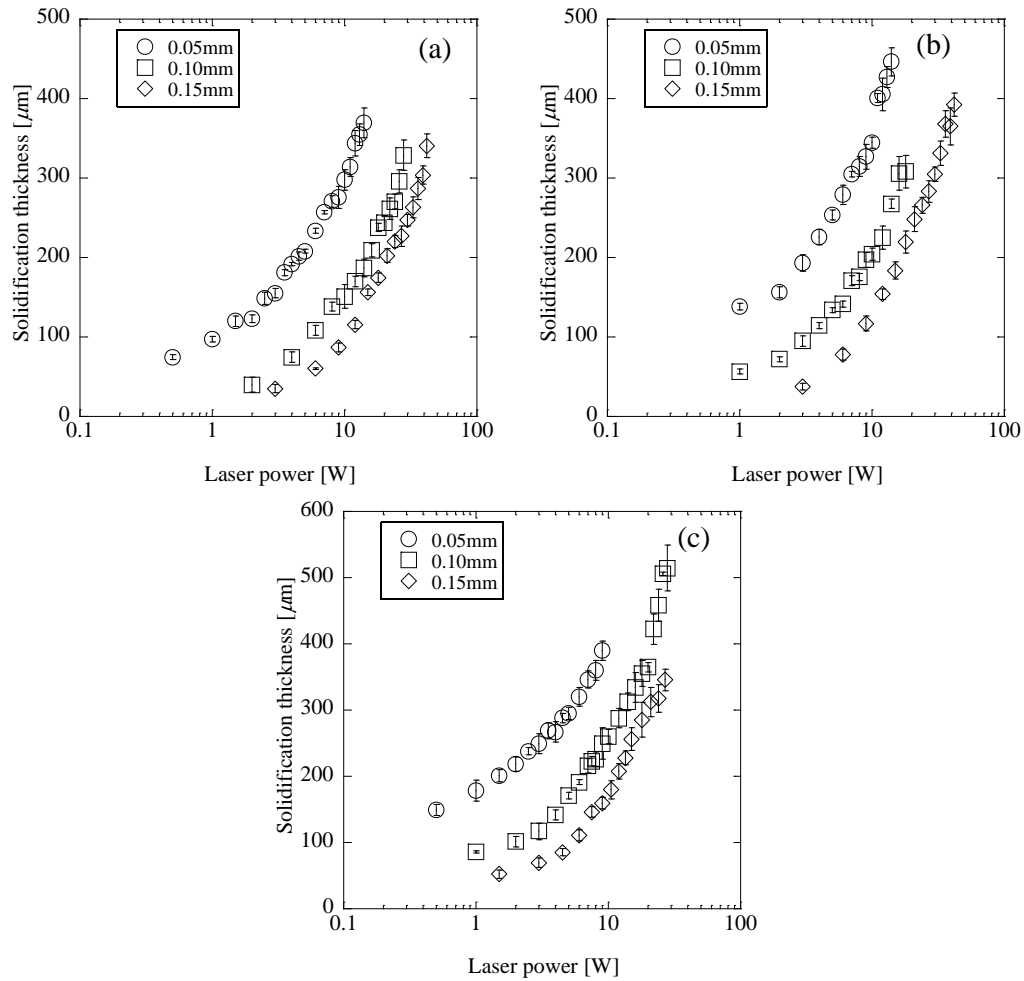 500
400
300
200
100
0
Solidification thickness [μm]
0.05mm
0.10mm
0.15mm
(a)
0.1
1
10
100
Laser power [W]
500
400
300
200
100
0
Solidification thickness [μm]
0.05mm
0.10mm
0.15mm
(b)
0.1
1
10
100
Laser power [W]
600
500
400
300
200
100
0
Solidification thickness [μm]
0.05mm
0.10mm
0.15mm
(c)
0.1
1
10
100
Laser power [W]